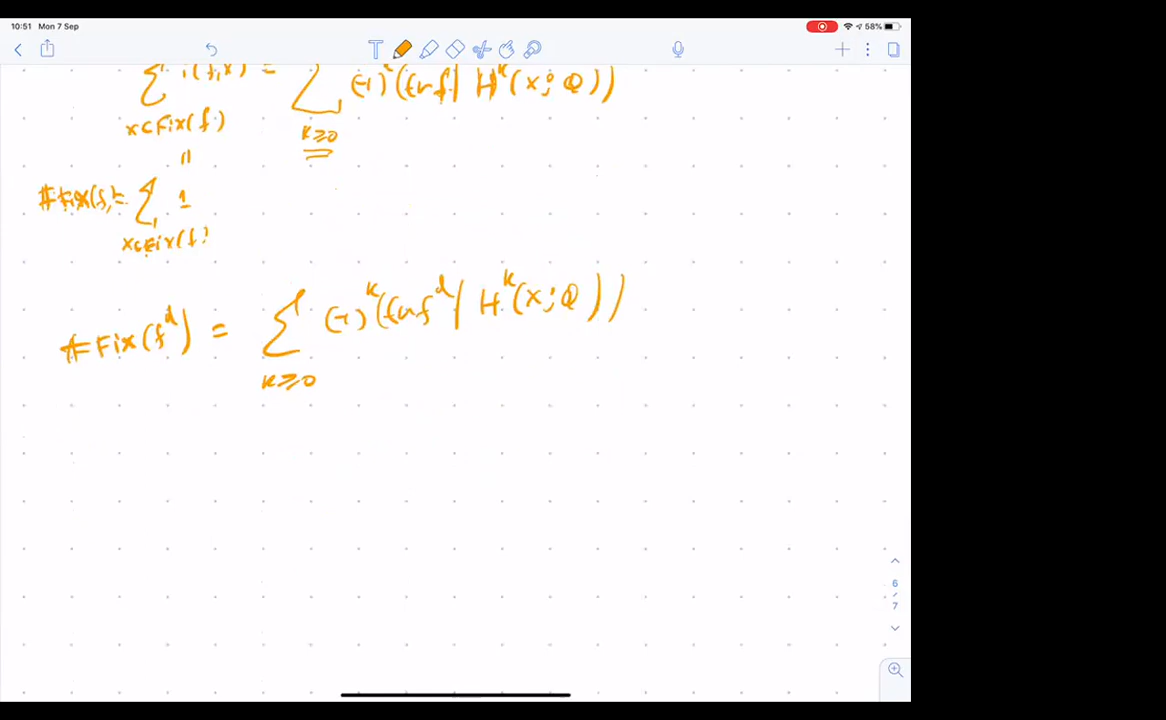 10:51 Mon 7 Sep 58%
T
∑ i(f,x) = ∑ (-1)^k (tr f | H^k(X; Q))
x∈Fix(f) k≥0
=
#Fix(f) = ∑ 1
x∈Fix(f)
#Fix(f^d) = ∑ (-1)^k (tr f^d | H^k(X; Q))
k≥0
6
/
7